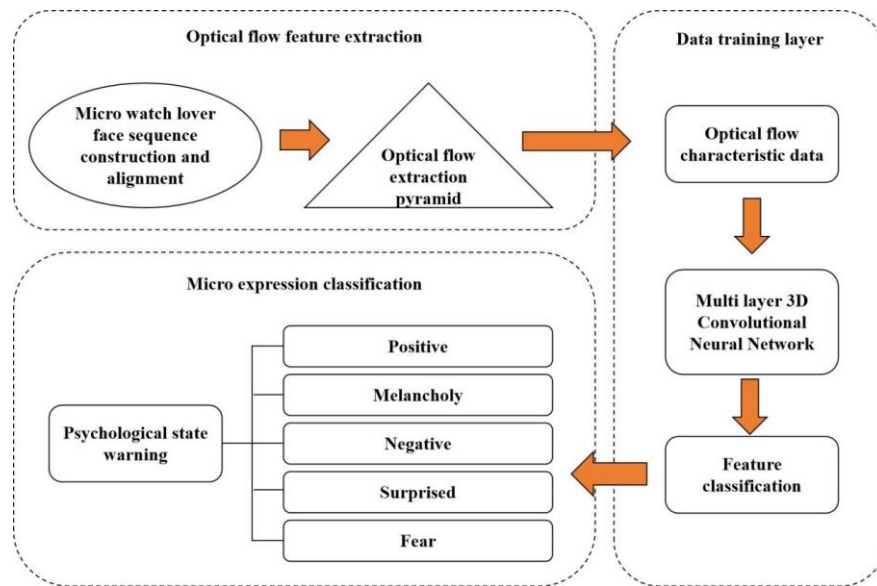 Optical flow feature extraction
Micro watch lover
face sequence
construction and
alignment
Optical flow
extraction
pyramid
Data training layer
Optical flow
characteristic data
Multi layer 3D
Convolutional
Neural Network
Feature
classification
Micro expression classification
Psychological state
warning
Positive
Melancholy
Negative
Surprised
Fear